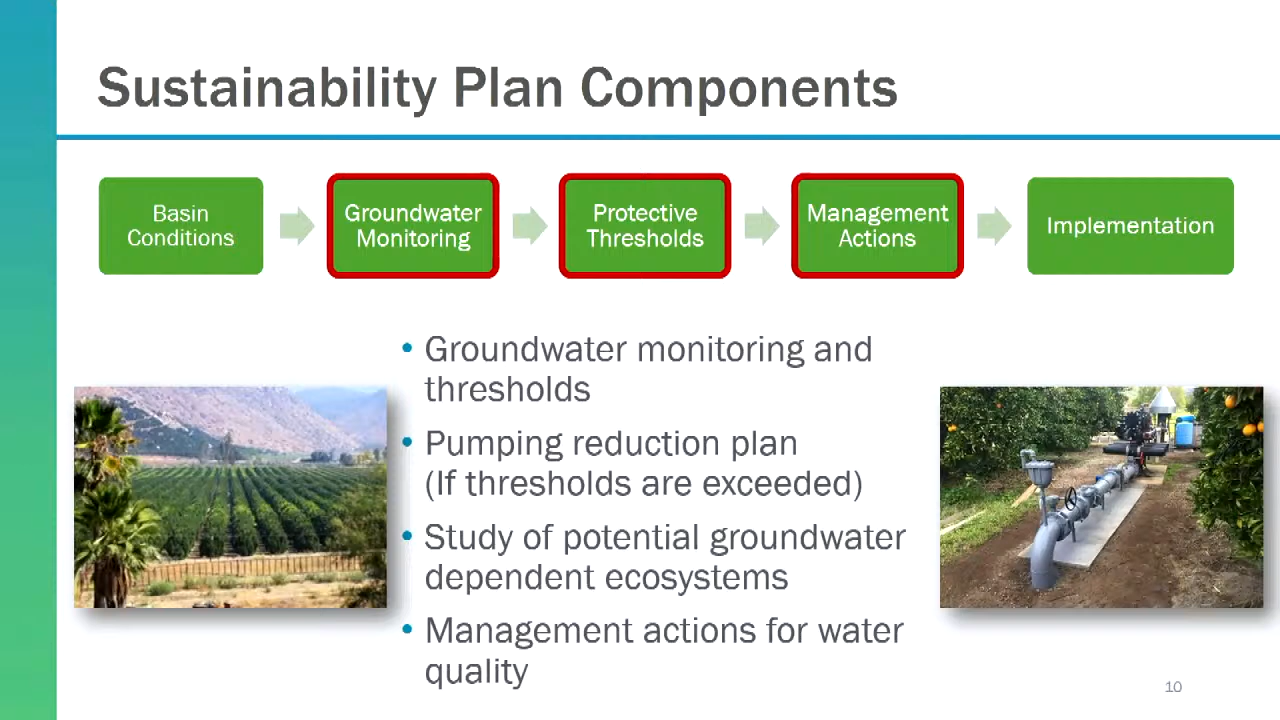 Sustainability Plan Components
Basin
Conditions
Groundwater
Monitoring
Protective
Thresholds
Management
Actions
Implementation
• Groundwater monitoring and
thresholds
• Pumping reduction plan
(If thresholds are exceeded)
• Study of potential groundwater
dependent ecosystems
• Management actions for water
quality
10